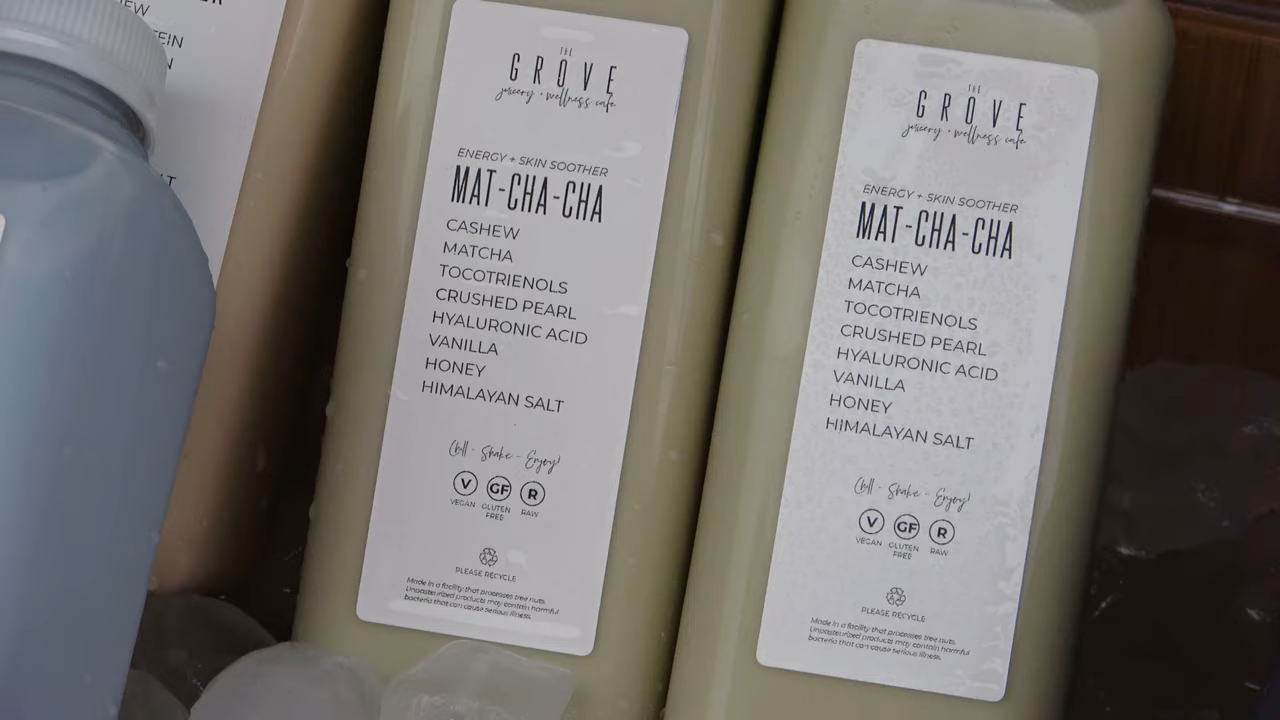 THE
GROVE
juicery + wellness cafe
ENERGY + SKIN SOOTHER
MAT-CHA-CHA
CASHEW
MATCHA
TOCOTRIENOLS
CRUSHED PEARL
HYALURONIC ACID
VANILLA
HONEY
HIMALAYAN SALT
Chill - Shake - Enjoy!
V GF R
VEGAN GLUTEN FREE RAW
PLEASE RECYCLE
Made in a facility that processes tree nuts.
Unpasteurized products may contain harmful
bacteria that can cause serious illness.
THE
GROVE
juicery + wellness cafe
ENERGY + SKIN SOOTHER
MAT-CHA-CHA
CASHEW
MATCHA
TOCOTRIENOLS
CRUSHED PEARL
HYALURONIC ACID
VANILLA
HONEY
HIMALAYAN SALT
Chill - Shake - Enjoy!
V GF R
VEGAN GLUTEN FREE RAW
PLEASE RECYCLE
Made in a facility that processes tree nuts.
Unpasteurized products may contain harmful
bacteria that can cause serious illness.